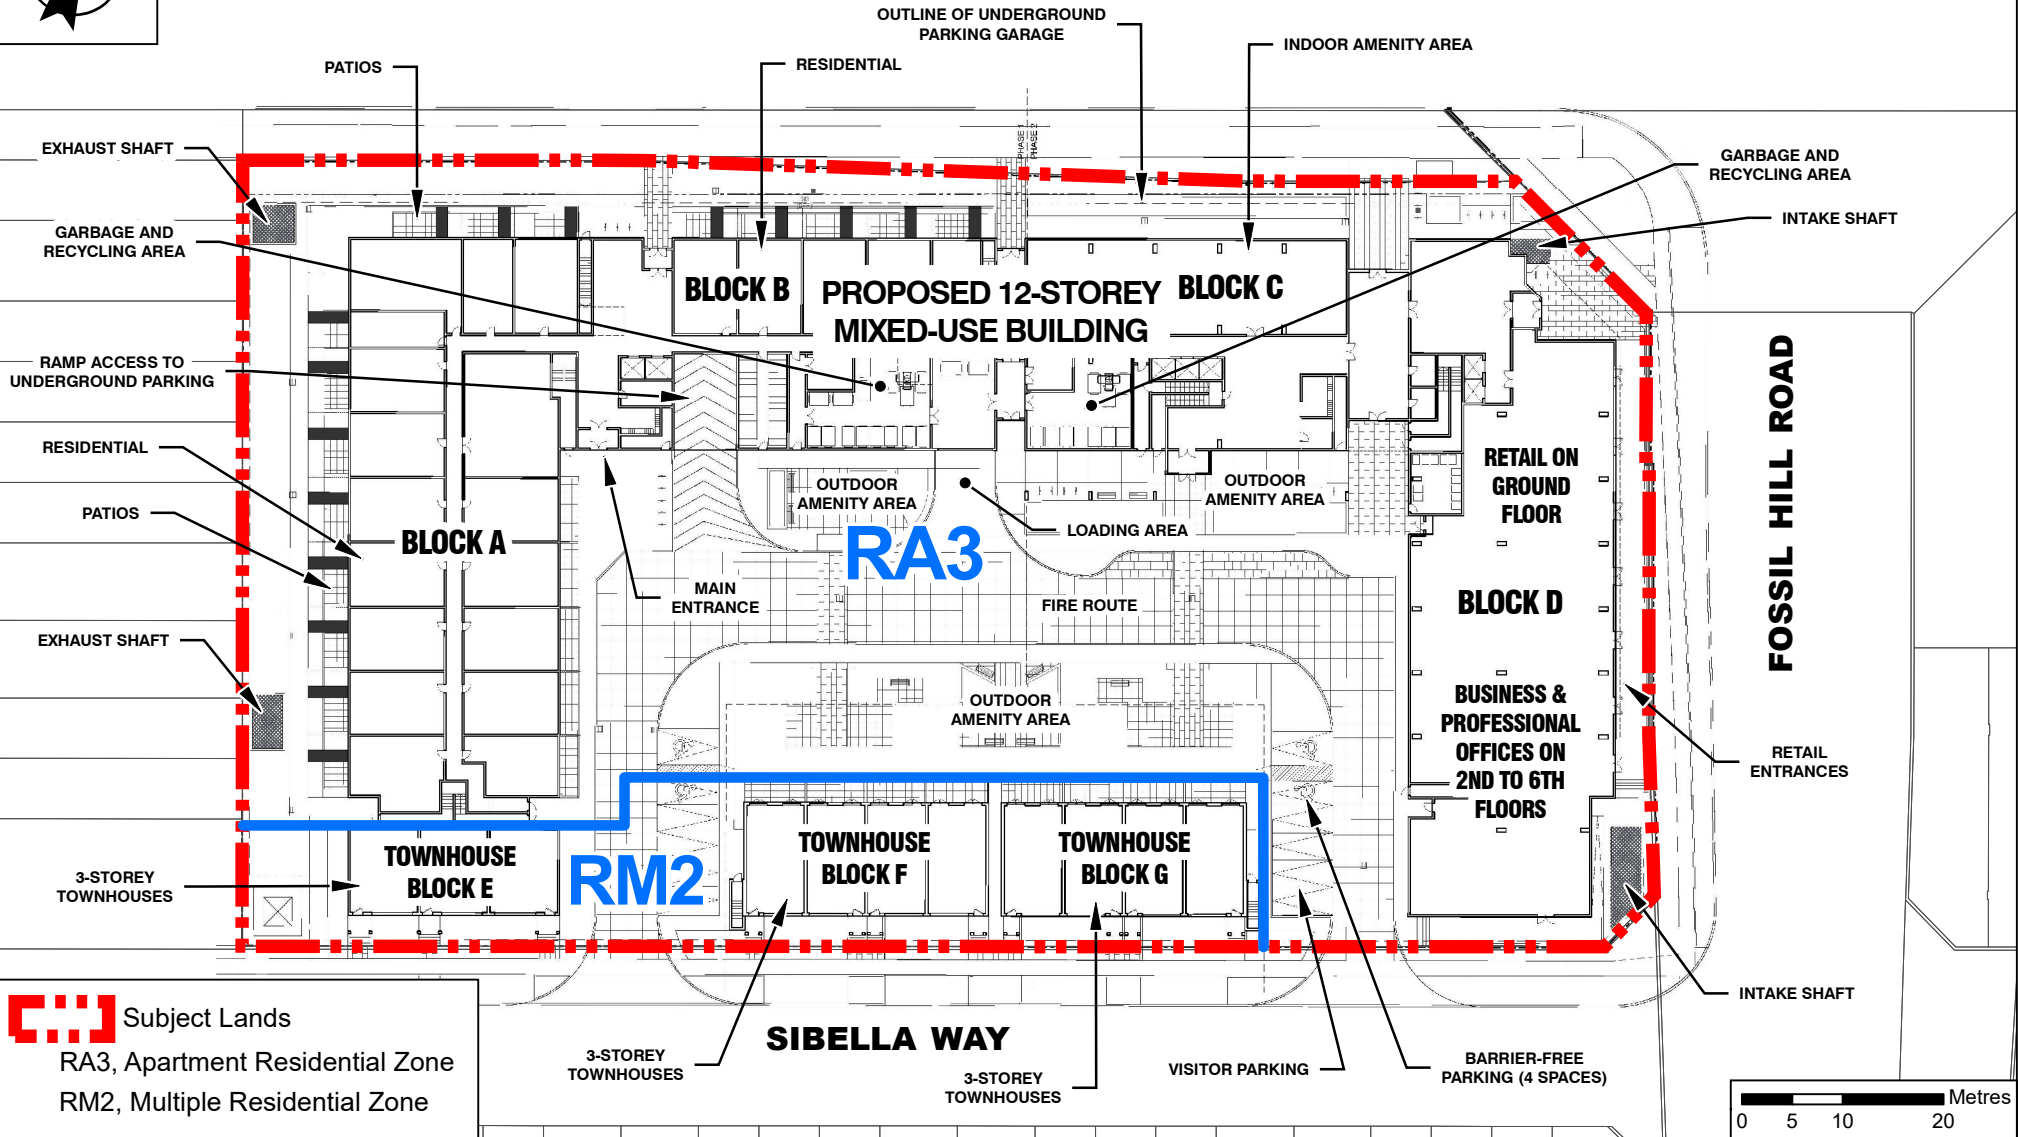 OUTLINE OF UNDERGROUND
PARKING GARAGE
INDOOR AMENITY AREA
PATIOS
RESIDENTIAL
EXHAUST SHAFT
PHASE 1
PHASE 2
GARBAGE AND
RECYCLING AREA
INTAKE SHAFT
GARBAGE AND
RECYCLING AREA
BLOCK B
PROPOSED 12-STOREY
MIXED-USE BUILDING
BLOCK C
RAMP ACCESS TO
UNDERGROUND PARKING
FOSSIL HILL ROAD
RESIDENTIAL
RETAIL ON
GROUND
FLOOR
OUTDOOR
AMENITY AREA
OUTDOOR
AMENITY AREA
PATIOS
BLOCK A
LOADING AREA
RA3
MAIN
ENTRANCE
FIRE ROUTE
BLOCK D
EXHAUST SHAFT
OUTDOOR
AMENITY AREA
BUSINESS &
PROFESSIONAL
OFFICES ON
2ND TO 6TH
FLOORS
RETAIL
ENTRANCES
3-STOREY
TOWNHOUSES
TOWNHOUSE
BLOCK E
RM2
TOWNHOUSE
BLOCK F
TOWNHOUSE
BLOCK G
INTAKE SHAFT
SIBELLA WAY
3-STOREY
TOWNHOUSES
3-STOREY
TOWNHOUSES
VISITOR PARKING
BARRIER-FREE
PARKING (4 SPACES)
Subject Lands
RA3, Apartment Residential Zone
RM2, Multiple Residential Zone
Metres
0 5 10 20